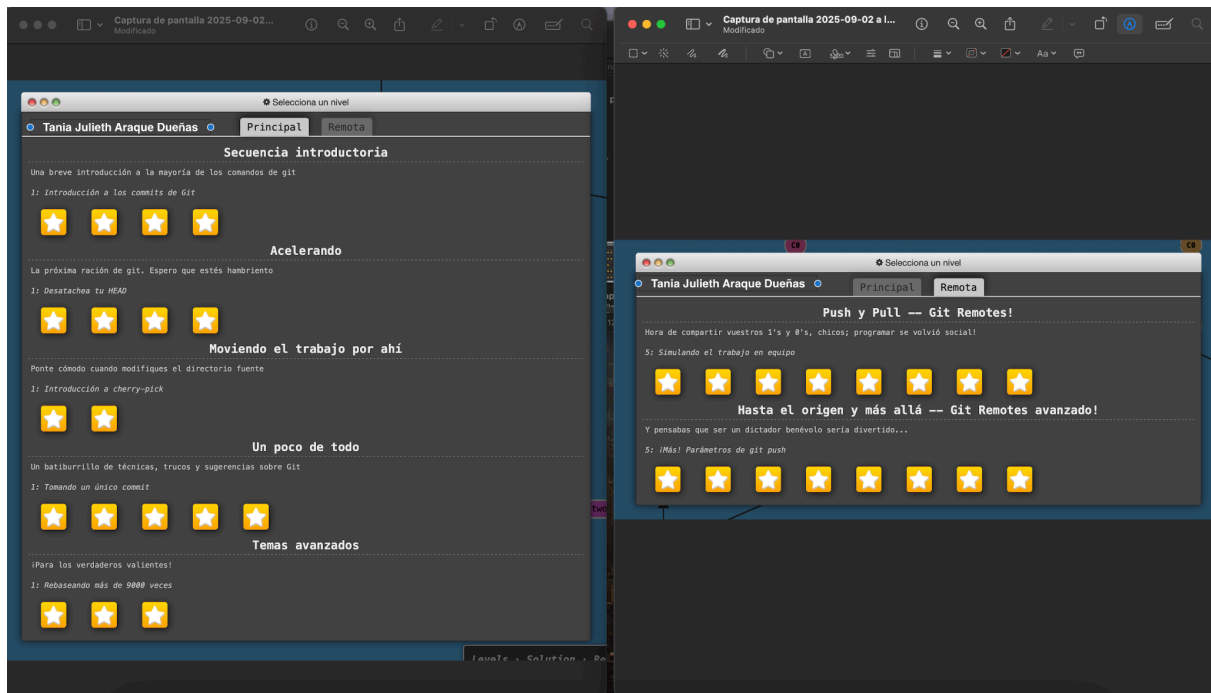 Captura de pantalla 2025-09-02...
Modificado
Selecciona un nivel
Tania Julieth Araque Dueñas
Principal
Remota
Secuencia introductoria
Una breve introducción a la mayoría de los comandos de git
1: Introducción a los commits de Git
Acelerando
La próxima ración de git. Espero que estés hambriento
1: Desatachea tu HEAD
Moviendo el trabajo por ahí
Ponte cómodo cuando modifiques el directorio fuente
1: Introducción a cherry-pick
Un poco de todo
Un batiburrillo de técnicas, trucos y sugerencias sobre Git
1: Tomando un único commit
Temas avanzados
¡Para los verdaderos valientes!
1: Rebaseando más de 9000 veces
Levels · Solution · Re
two
Captura de pantalla 2025-09-02 a l...
Modificado
Aa
C0
C0
Selecciona un nivel
Tania Julieth Araque Dueñas
Principal
Remota
Push y Pull -- Git Remotes!
Hora de compartir vuestros 1's y 0's, chicos; programar se volvió social!
5: Simulando el trabajo en equipo
Hasta el origen y más allá -- Git Remotes avanzado!
Y pensabas que ser un dictador benévolo sería divertido...
5: ¡Más! Parámetros de git push